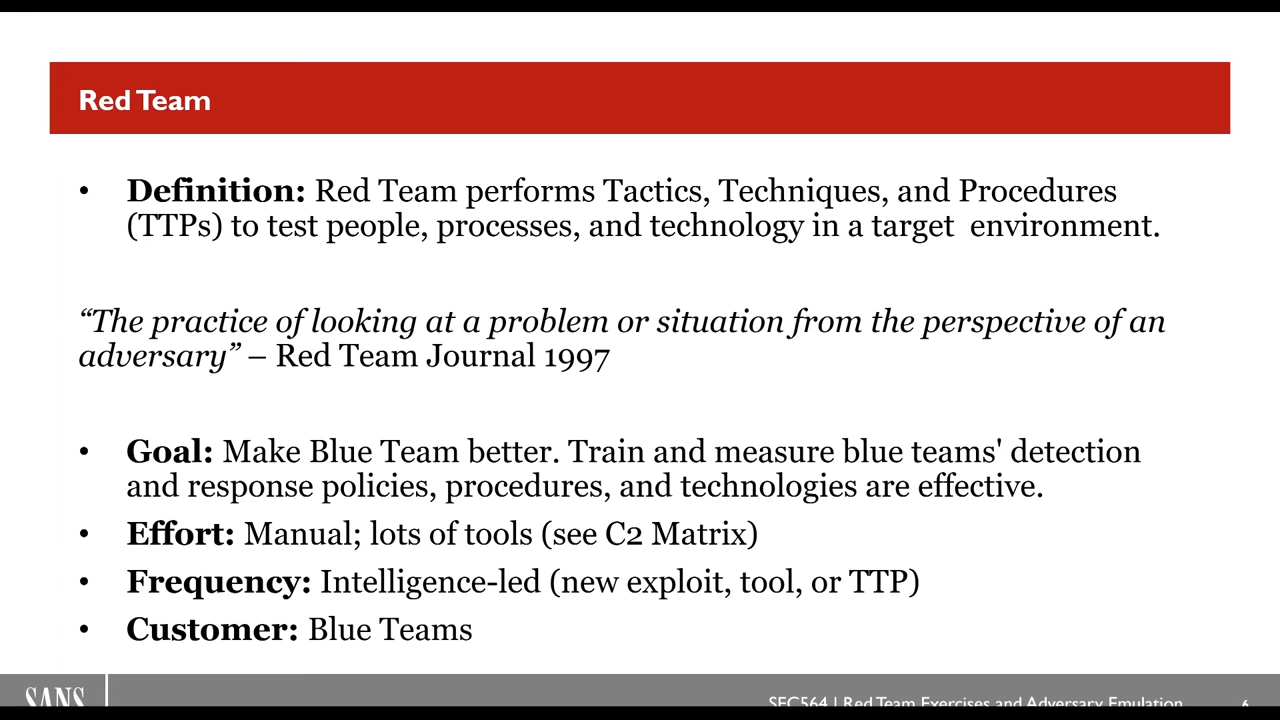 Red Team
• Definition: Red Team performs Tactics, Techniques, and Procedures
(TTPs) to test people, processes, and technology in a target  environment.
“The practice of looking at a problem or situation from the perspective of an
adversary” – Red Team Journal 1997
• Goal: Make Blue Team better. Train and measure blue teams' detection
and response policies, procedures, and technologies are effective.
• Effort: Manual; lots of tools (see C2 Matrix)
• Frequency: Intelligence-led (new exploit, tool, or TTP)
• Customer: Blue Teams
SANS
SEC564 | Red Team Exercises and Adversary Emulation
6